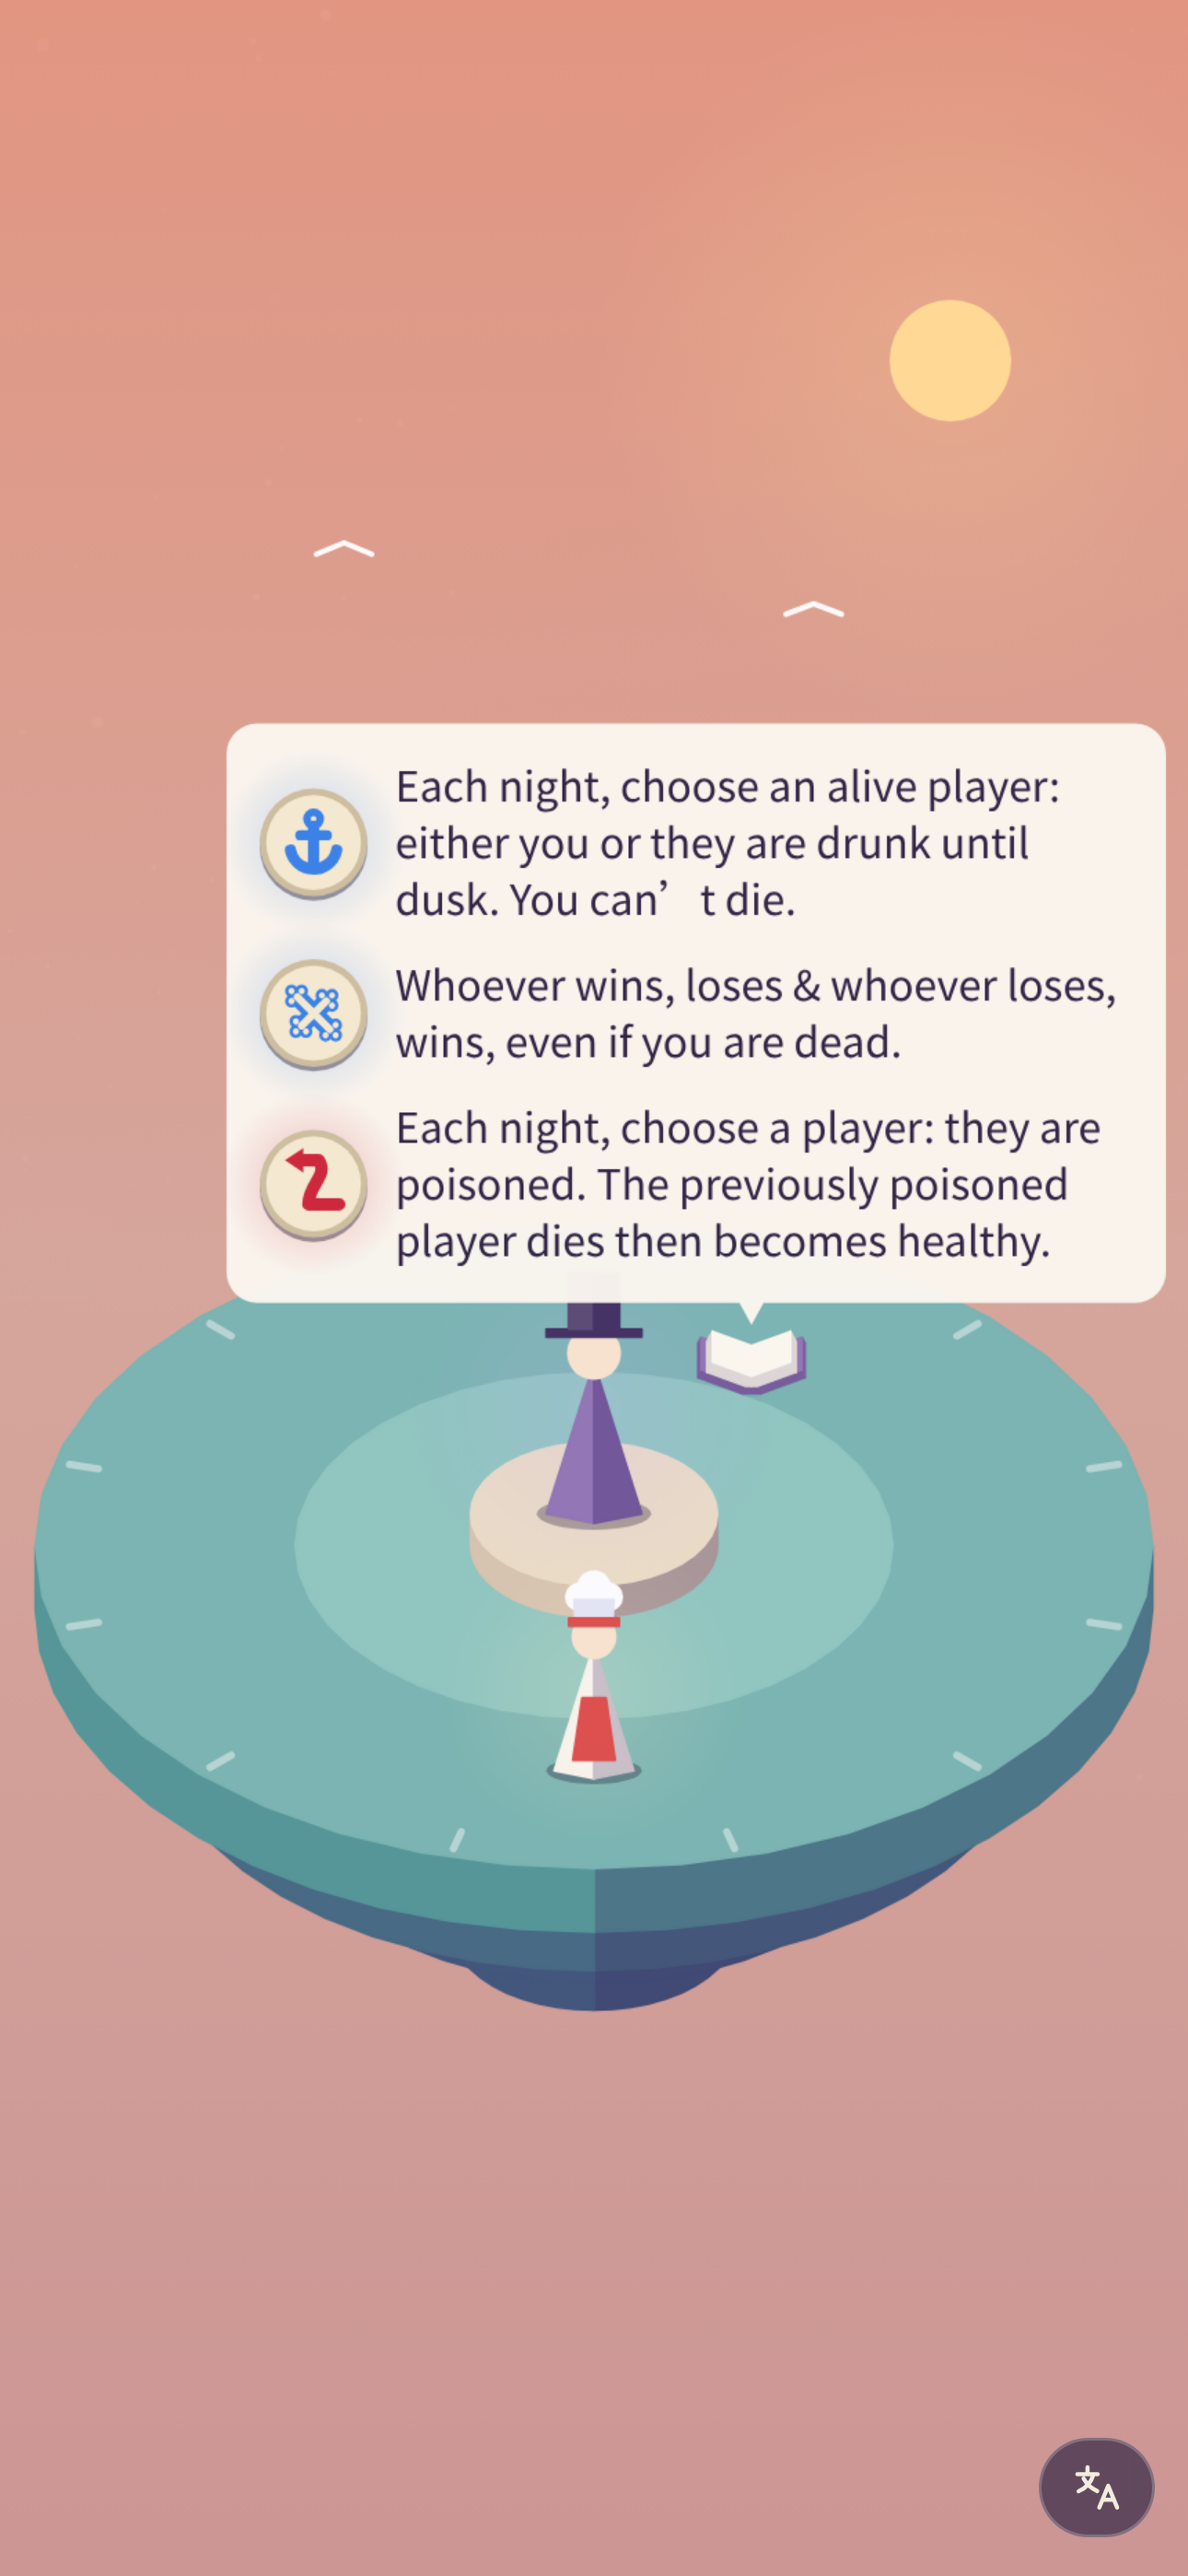 Each night, choose an alive player:
either you or they are drunk until
dusk. You can’t die.
Whoever wins, loses & whoever loses,
wins, even if you are dead.
Each night, choose a player: they are
poisoned. The previously poisoned
player dies then becomes healthy.
文A